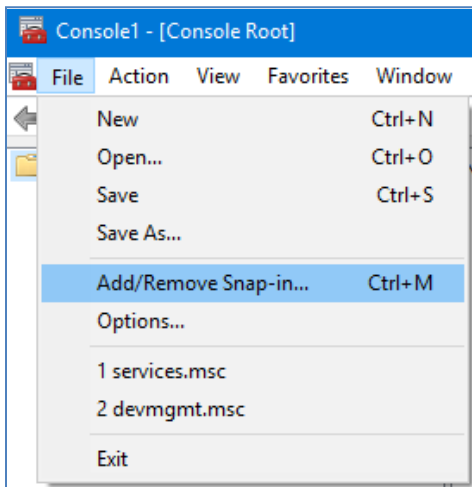 Console1 - [Console Root]
File Action View Favorites Window
New Ctrl+N
Open... Ctrl+O
Save Ctrl+S
Save As...
Add/Remove Snap-in... Ctrl+M
Options...
1 services.msc
2 devmgmt.msc
Exit